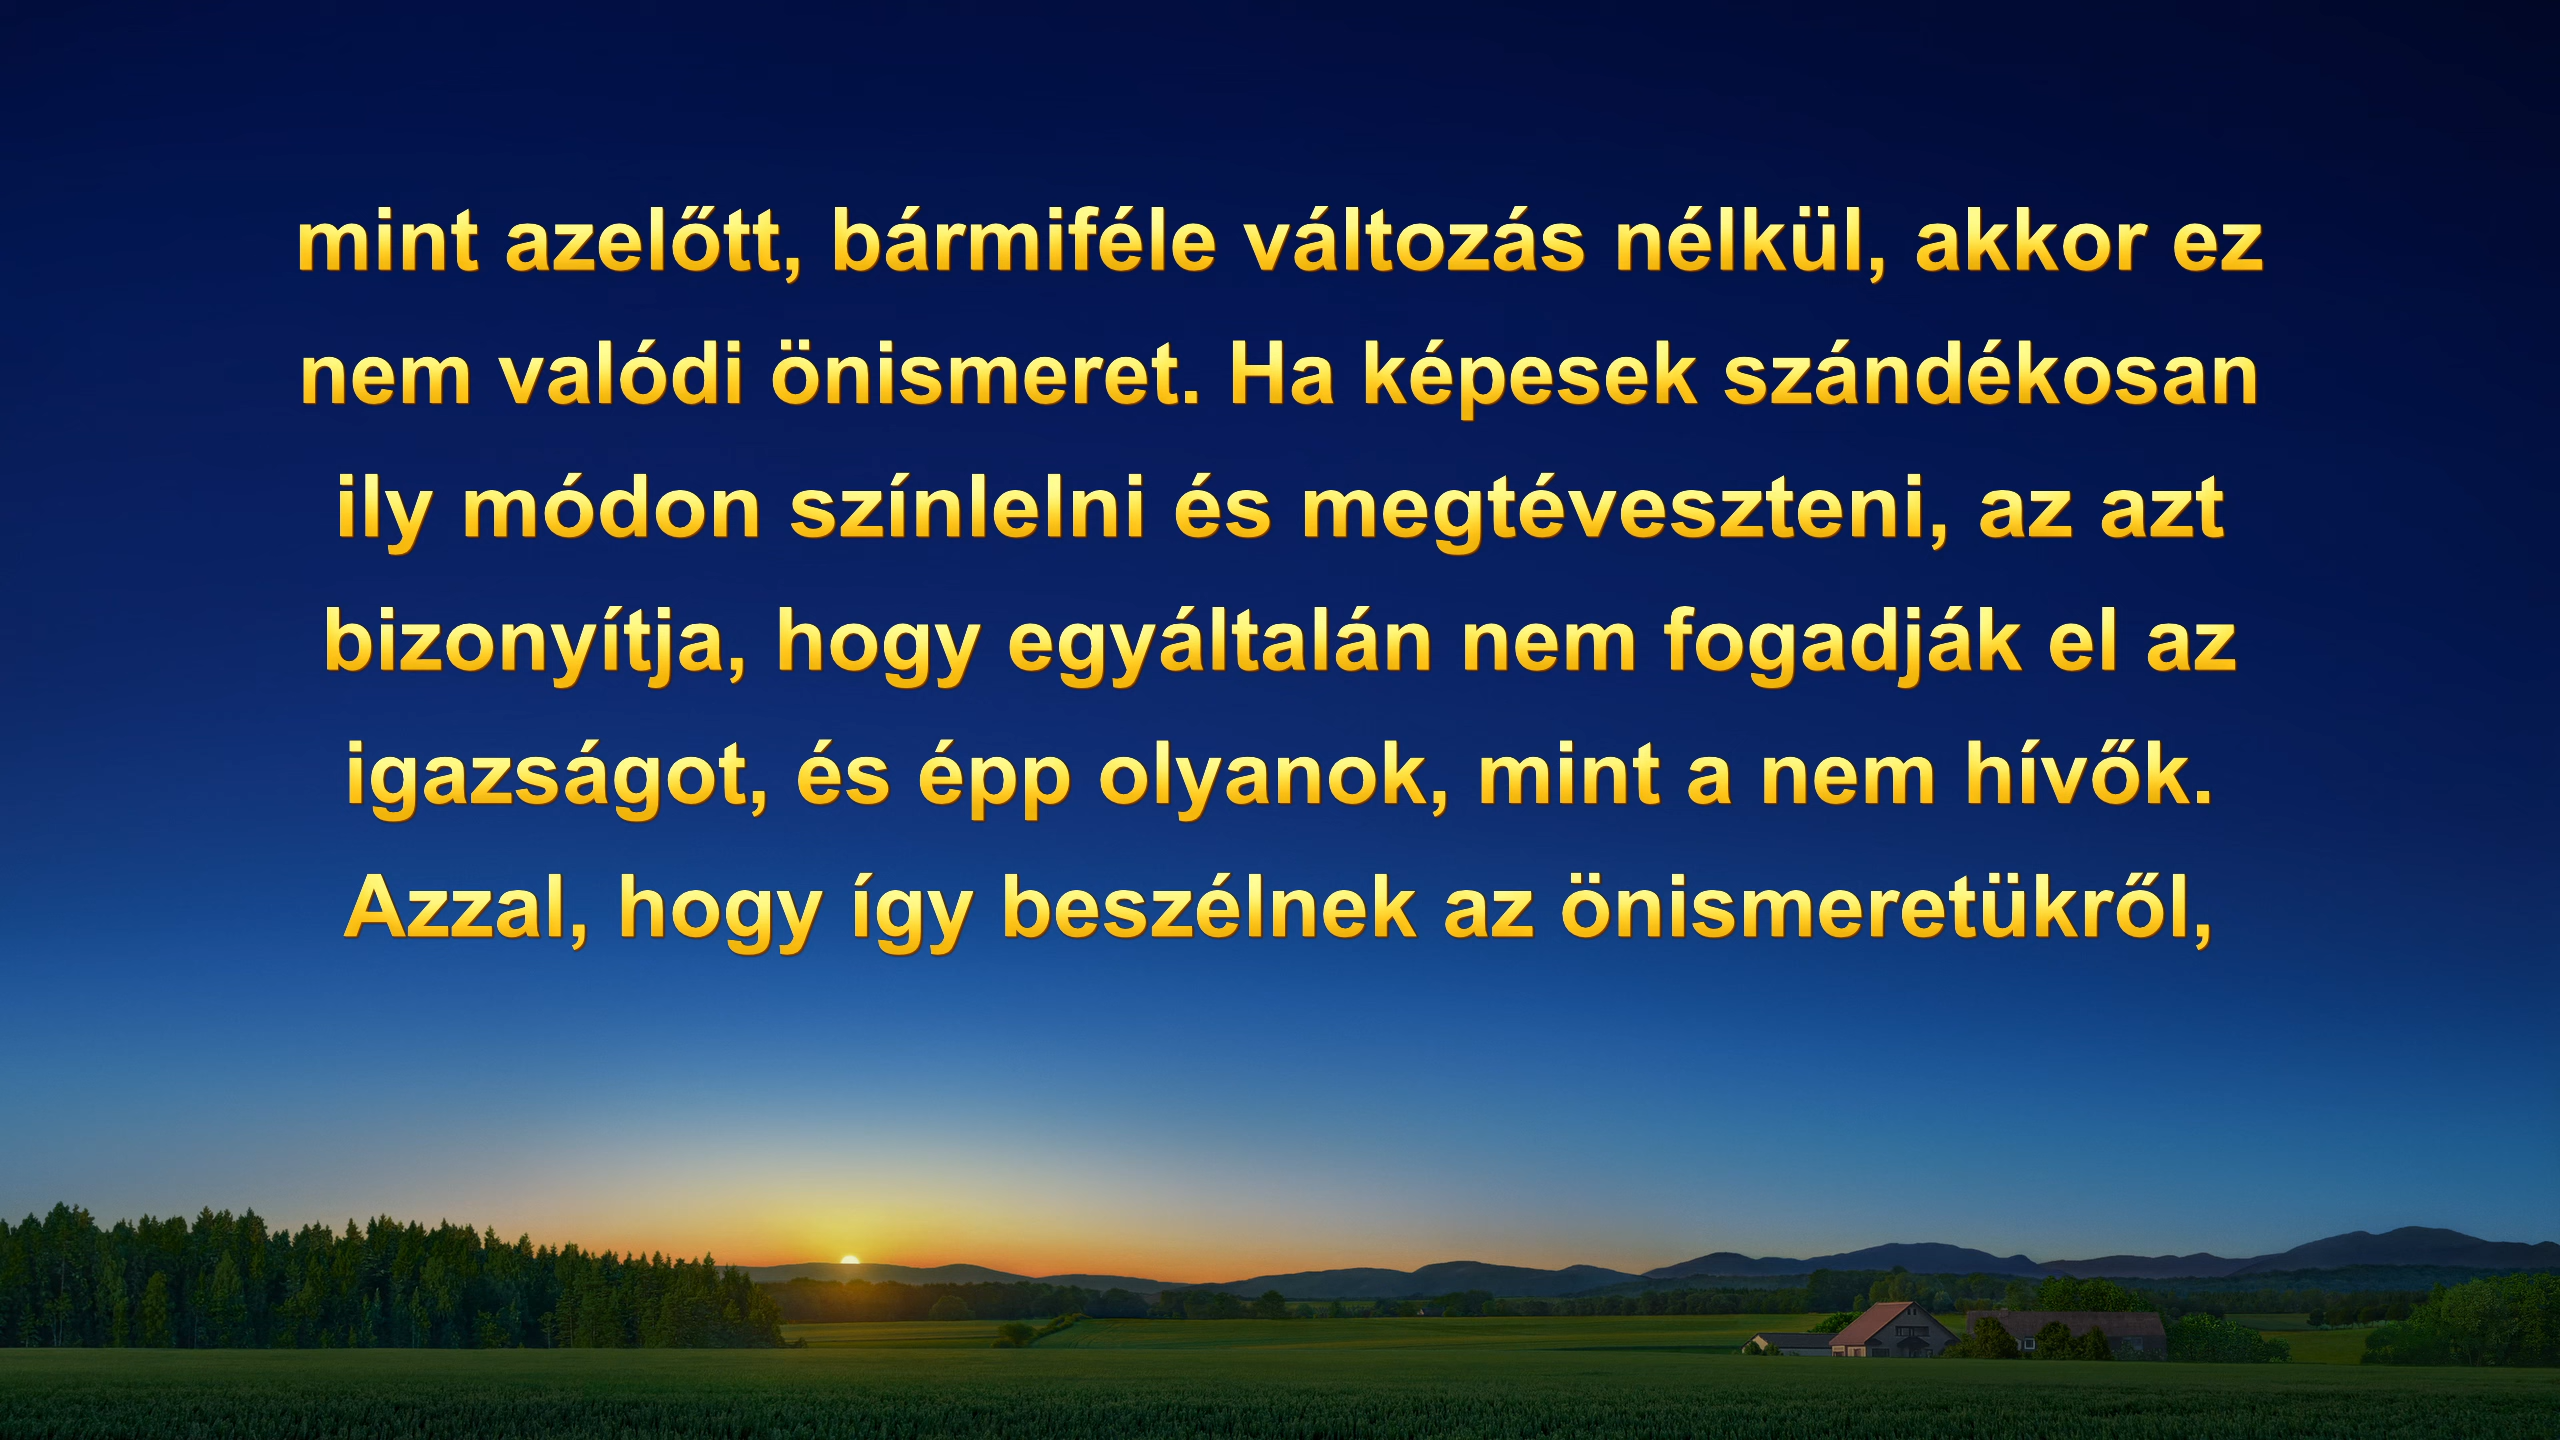 mint azelőtt, bármiféle változás nélkül, akkor ez
nem valódi önismeret. Ha képesek szándékosan
ily módon színlelni és megtéveszteni, az azt
bizonyítja, hogy egyáltalán nem fogadják el az
igazságot, és épp olyanok, mint a nem hívők.
Azzal, hogy így beszélnek az önismeretükről,